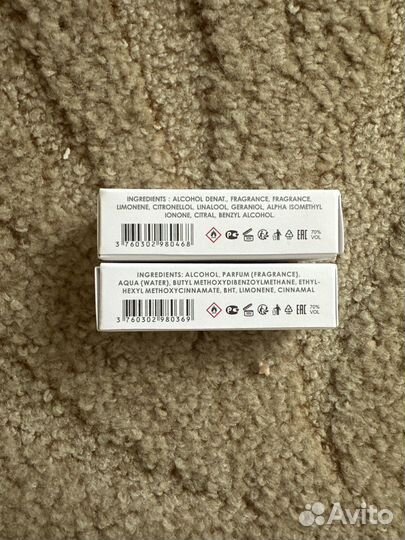 INGREDIENTS : ALCOHOL DENAT., FRAGRANCE, FRAGRANCE,
LIMONENE, CITRONELLOL, LINALOOL, GERANIOL, ALPHA ISOMETHYL
IONONE, CITRAL, BENZYL ALCOHOL.
3 760302 980468
EAC
70%
VOL
INGREDIENTS: ALCOHOL, PARFUM (FRAGRANCE),
AQUA (WATER), BUTYL METHOXYDIBENZOYLMETHANE, ETHYL-
HEXYL METHOXYCINNAMATE, BHT, LIMONENE, CINNAMAL
3 760302 980369
EAC
70%
VOL
Avito